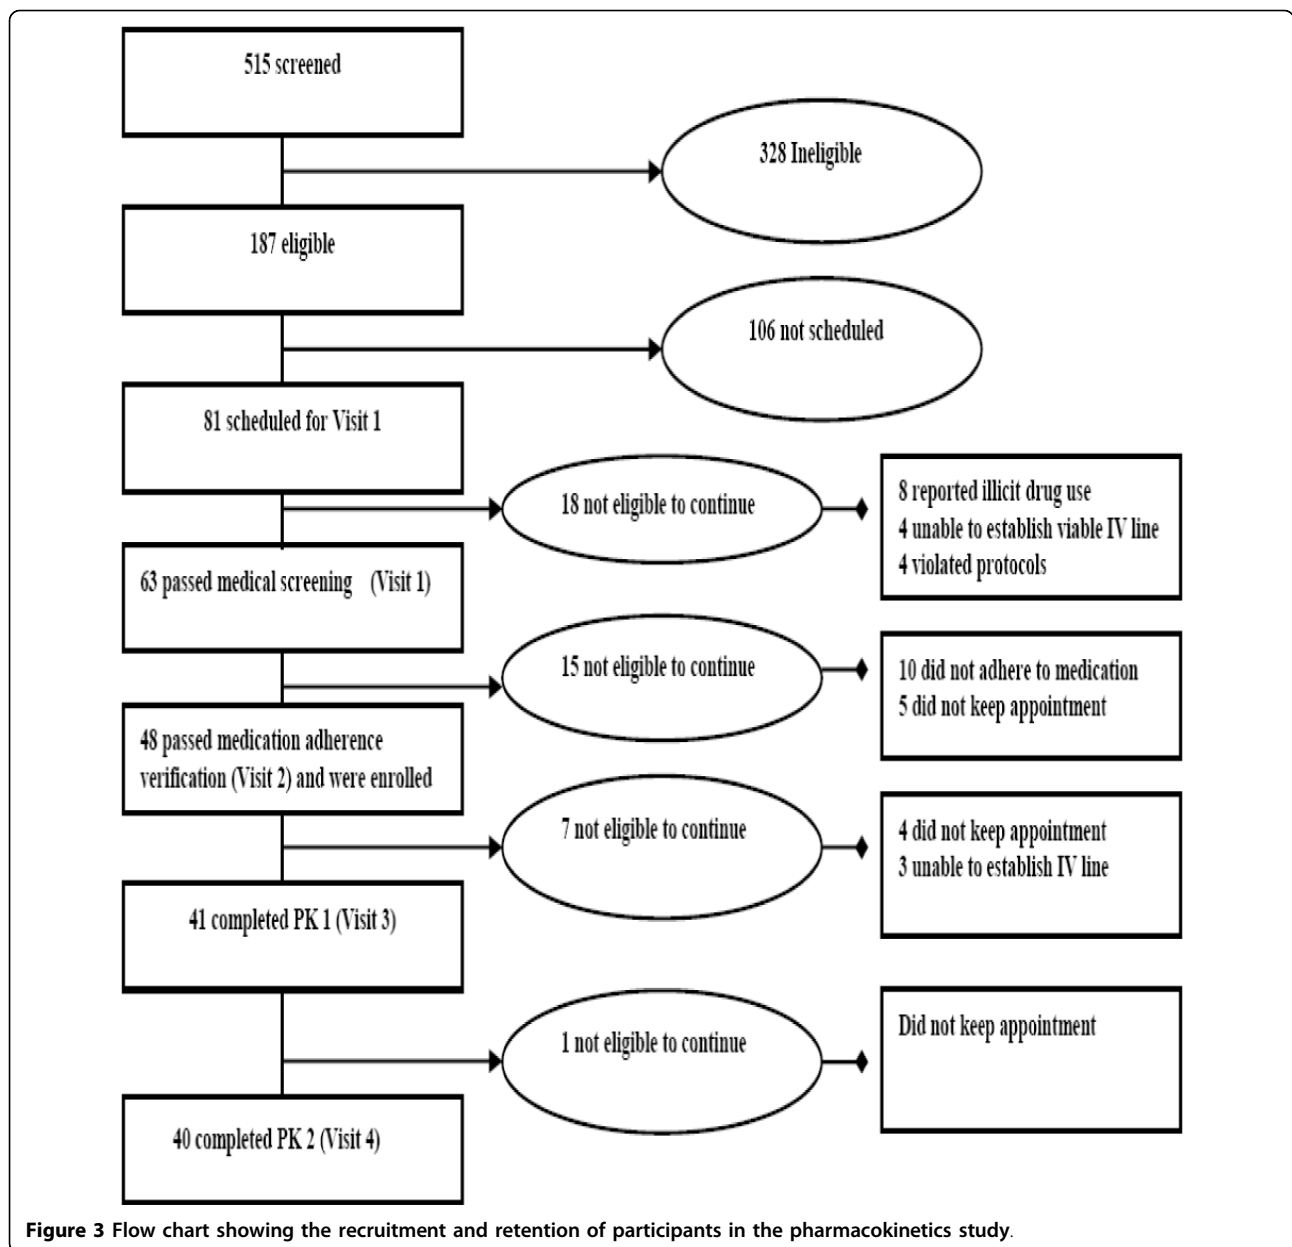 515 screened
328 Ineligible
187 eligible
106 not scheduled
81 scheduled for Visit 1
18 not eligible to continue
8 reported illicit drug use
4 unable to establish viable IV line
4 violated protocols
63 passed medical screening (Visit 1)
15 not eligible to continue
10 did not adhere to medication
5 did not keep appointment
48 passed medication adherence
verification (Visit 2) and were enrolled
7 not eligible to continue
4 did not keep appointment
3 unable to establish IV line
41 completed PK 1 (Visit 3)
1 not eligible to continue
Did not keep appointment
40 completed PK 2 (Visit 4)
Figure 3 Flow chart showing the recruitment and retention of participants in the pharmacokinetics study.